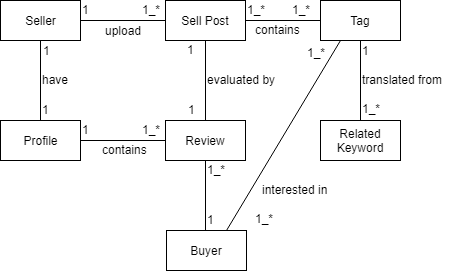 Seller
1
1_*
Sell Post
1_*
1_*
Tag
upload
contains
1
1
1_*
1
have
evaluated by
translated from
1
1
1_*
Profile
1
1_*
Review
Related
Keyword
contains
1_*
interested in
1
1_*
Buyer